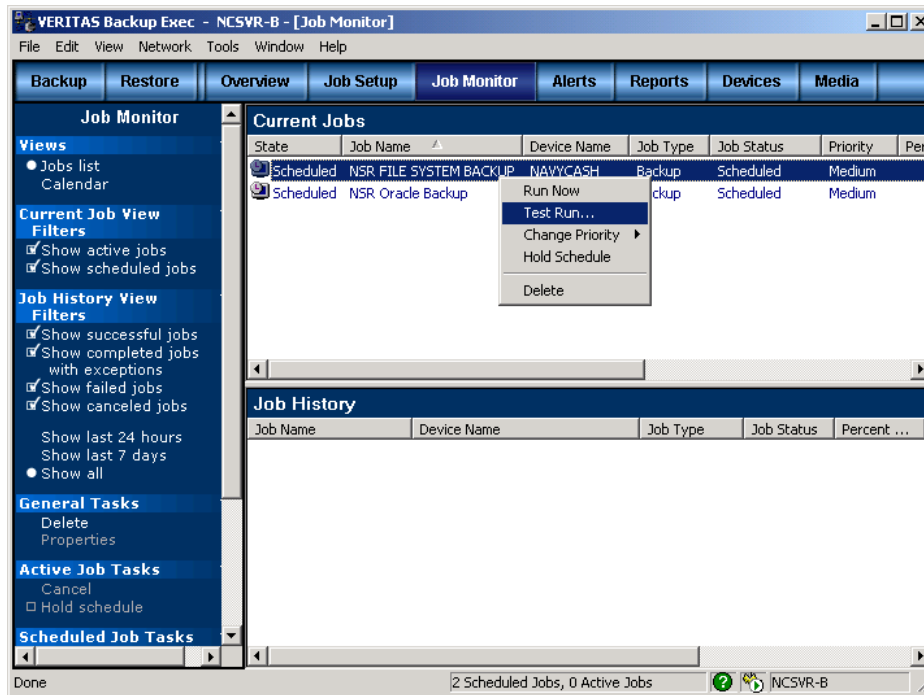 VERITAS Backup Exec - NCSVR-B - [Job Monitor]
File Edit View Network Tools Window Help
Backup Restore Overview Job Setup Job Monitor Alerts Reports Devices Media
Job Monitor
Views
Jobs list
Calendar
Current Job View
Filters
Show active jobs
Show scheduled jobs
Job History View
Filters
Show successful jobs
Show completed jobs
with exceptions
Show failed jobs
Show canceled jobs
Show last 24 hours
Show last 7 days
Show all
General Tasks
Delete
Properties
Active Job Tasks
Cancel
Hold schedule
Scheduled Job Tasks
Current Jobs
State Job Name Device Name Job Type Job Status Priority Per
Scheduled NSR FILE SYSTEM BACKUP NAVYCASH Backup Scheduled Medium
Scheduled NSR Oracle Backup ckup Scheduled Medium
Run Now
Test Run...
Change Priority
Hold Schedule
Delete
Job History
Job Name Device Name Job Type Job Status Percent ...
Done 2 Scheduled Jobs, 0 Active Jobs NCSVR-B